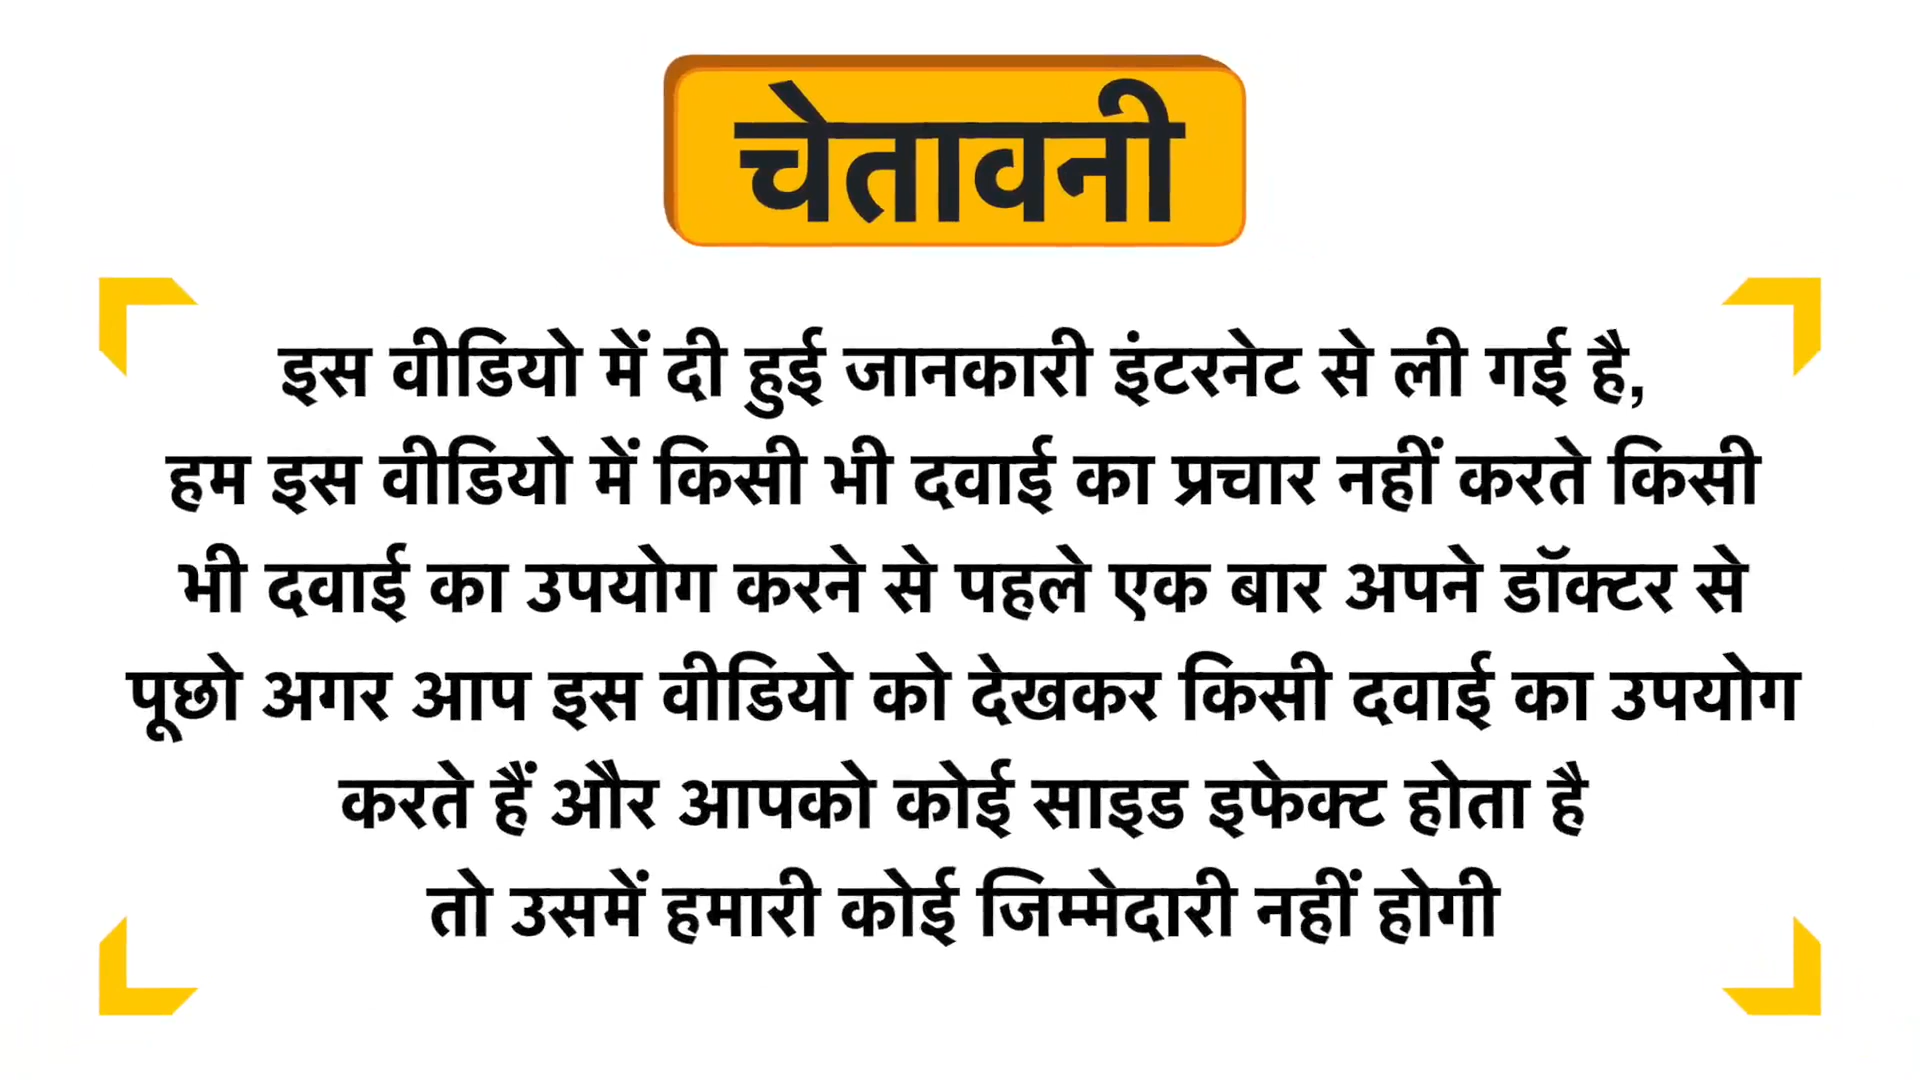 चेतावनी
इस वीडियो में दी हुई जानकारी इंटरनेट से ली गई है,
हम इस वीडियो में किसी भी दवाई का प्रचार नहीं करते किसी
भी दवाई का उपयोग करने से पहले एक बार अपने डॉक्टर से
पूछो अगर आप इस वीडियो को देखकर किसी दवाई का उपयोग
करते हैं और आपको कोई साइड इफेक्ट होता है
तो उसमें हमारी कोई जिम्मेदारी नहीं होगी